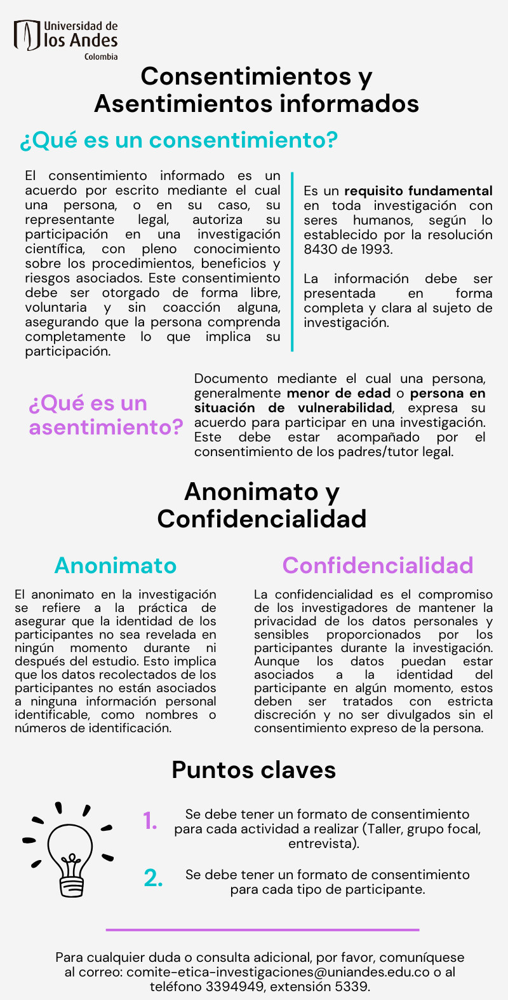 Universidad de
los Andes
Colombia
Consentimientos y
Asentimientos informados
¿Qué es un consentimiento?
El consentimiento informado es un
acuerdo por escrito mediante el cual
una persona, o en su caso, su
representante legal, autoriza su
participación en una investigación
científica, con pleno conocimiento
sobre los procedimientos, beneficios y
riesgos asociados. Este consentimiento
debe ser otorgado de forma libre,
voluntaria y sin coacción alguna,
asegurando que la persona comprenda
completamente lo que implica su
participación.
Es un requisito fundamental
en toda investigación con
seres humanos, según lo
establecido por la resolución
8430 de 1993.
La información debe ser
presentada en forma
completa y clara al sujeto de
investigación.
¿Qué es un
asentimiento?
Documento mediante el cual una persona,
generalmente menor de edad o persona en
situación de vulnerabilidad, expresa su
acuerdo para participar en una investigación.
Este debe estar acompañado por el
consentimiento de los padres/tutor legal.
Anonimato y
Confidencialidad
Anonimato
El anonimato en la investigación
se refiere a la práctica de
asegurar que la identidad de los
participantes no sea revelada en
ningún momento durante ni
después del estudio. Esto implica
que los datos recolectados de los
participantes no están asociados
a ninguna información personal
identificable, como nombres o
números de identificación.
Confidencialidad
La confidencialidad es el compromiso
de los investigadores de mantener la
privacidad de los datos personales y
sensibles proporcionados por los
participantes durante la investigación.
Aunque los datos puedan estar
asociados a la identidad del
participante en algún momento, estos
deben ser tratados con estricta
discreción y no ser divulgados sin el
consentimiento expreso de la persona.
Puntos claves
1.
Se debe tener un formato de consentimiento
para cada actividad a realizar (Taller, grupo focal,
entrevista).
2.
Se debe tener un formato de consentimiento
para cada tipo de participante.
Para cualquier duda o consulta adicional, por favor, comuníquese
al correo: comite-etica-investigaciones@uniandes.edu.co o al
teléfono 3394949, extensión 5339.